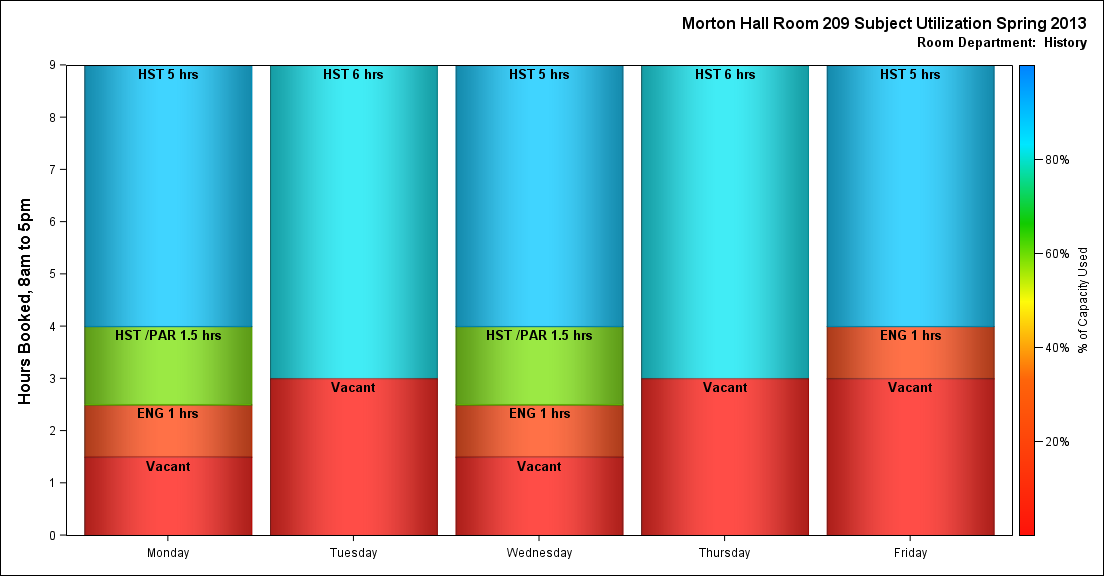 Morton Hall Room 209 Subject Utilization Spring 2013
Room Department:  History
Hours Booked, 8am to 5pm
9
8
7
6
5
4
3
2
1
0
HST 5 hrs
HST /PAR 1.5 hrs
ENG 1 hrs
Vacant
HST 6 hrs
Vacant
HST 5 hrs
HST /PAR 1.5 hrs
ENG 1 hrs
Vacant
HST 6 hrs
Vacant
HST 5 hrs
ENG 1 hrs
Vacant
Monday
Tuesday
Wednesday
Thursday
Friday
80%
60%
40%
20%
% of Capacity Used